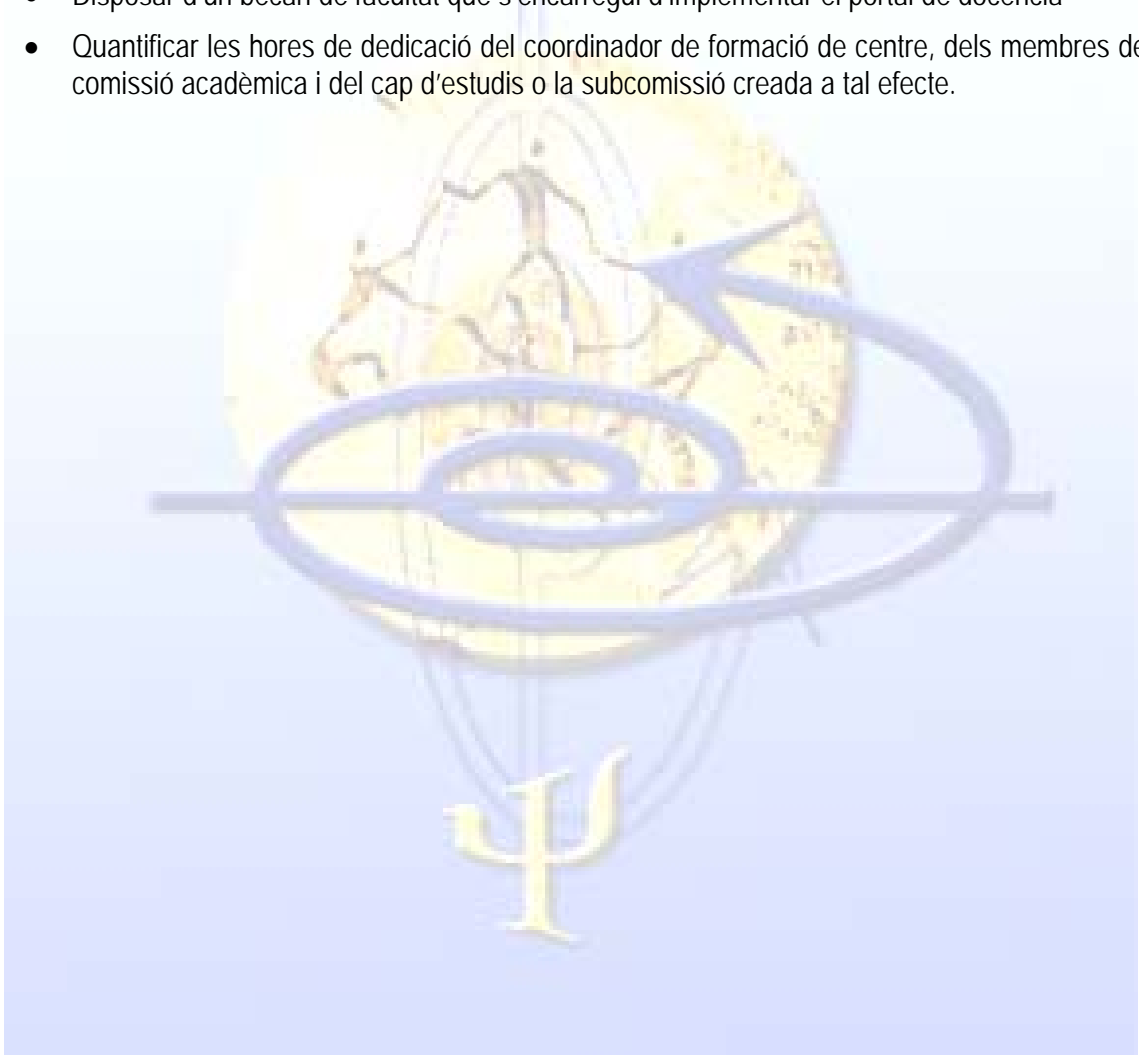 • Disposar d'un becari de facultat que s'encarregui d'implementar el portal de docència
• Quantificar les hores de dedicació del coordinador de formació de centre, dels membres de
comissió acadèmica i del cap d'estudis o la subcomissió creada a tal efecte.
Ψ